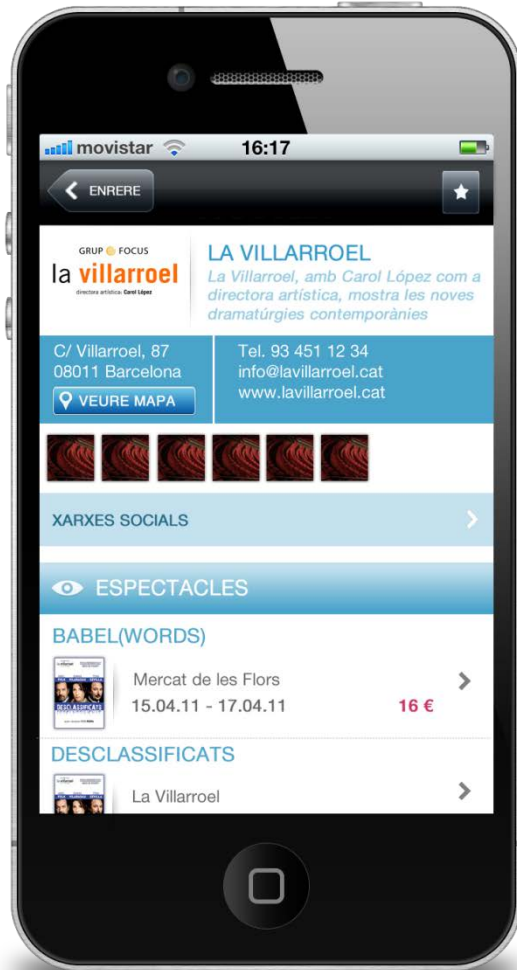 movistar 16:17
ENRERE
GRUP FOCUS
la villarroel
directora artística: Carol López
LA VILLARROEL
La Villarroel, amb Carol López com a
directora artística, mostra les noves
dramatúrgies contemporànies
C/ Villarroel, 87
08011 Barcelona
VEURE MAPA
Tel. 93 451 12 34
info@lavillarroel.cat
www.lavillarroel.cat
XARXES SOCIALS
ESPECTACLES
BABEL(WORDS)
DESCLASSIFICATS
Mercat de les Flors
15.04.11 - 17.04.11
16 €
DESCLASSIFICATS
La Villarroel